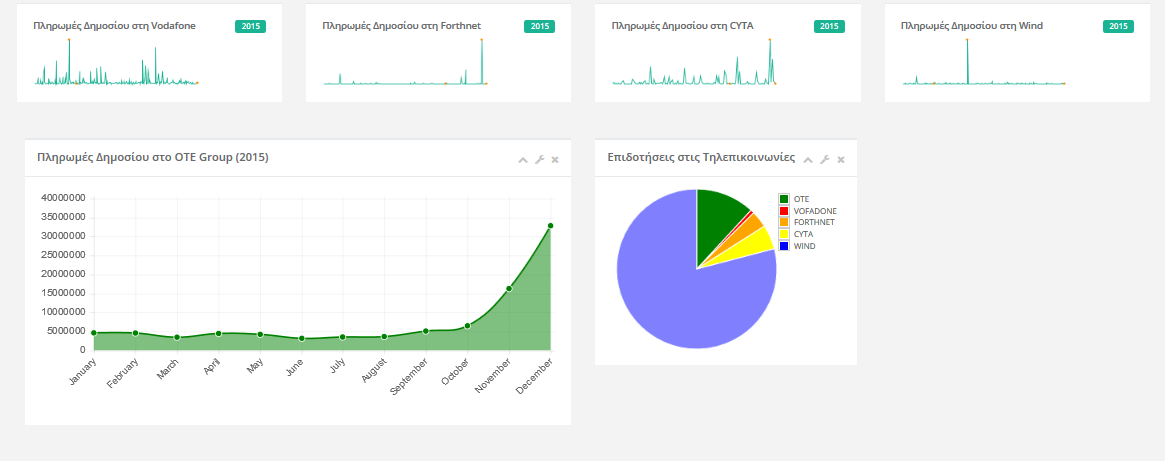 Πληρωμές Δημοσίου στη Vodafone 2015
Πληρωμές Δημοσίου στη Forthnet 2015
Πληρωμές Δημοσίου στη CYTA 2015
Πληρωμές Δημοσίου στη Wind 2015
Πληρωμές Δημοσίου στο OTE Group (2015)
40000000
35000000
30000000
25000000
20000000
15000000
10000000
5000000
0
January
February
March
April
May
June
July
August
September
October
November
December
Επιδοτήσεις στις Τηλεπικοινωνίες
OTE
VOFADONE
FORTHNET
CYTA
WIND